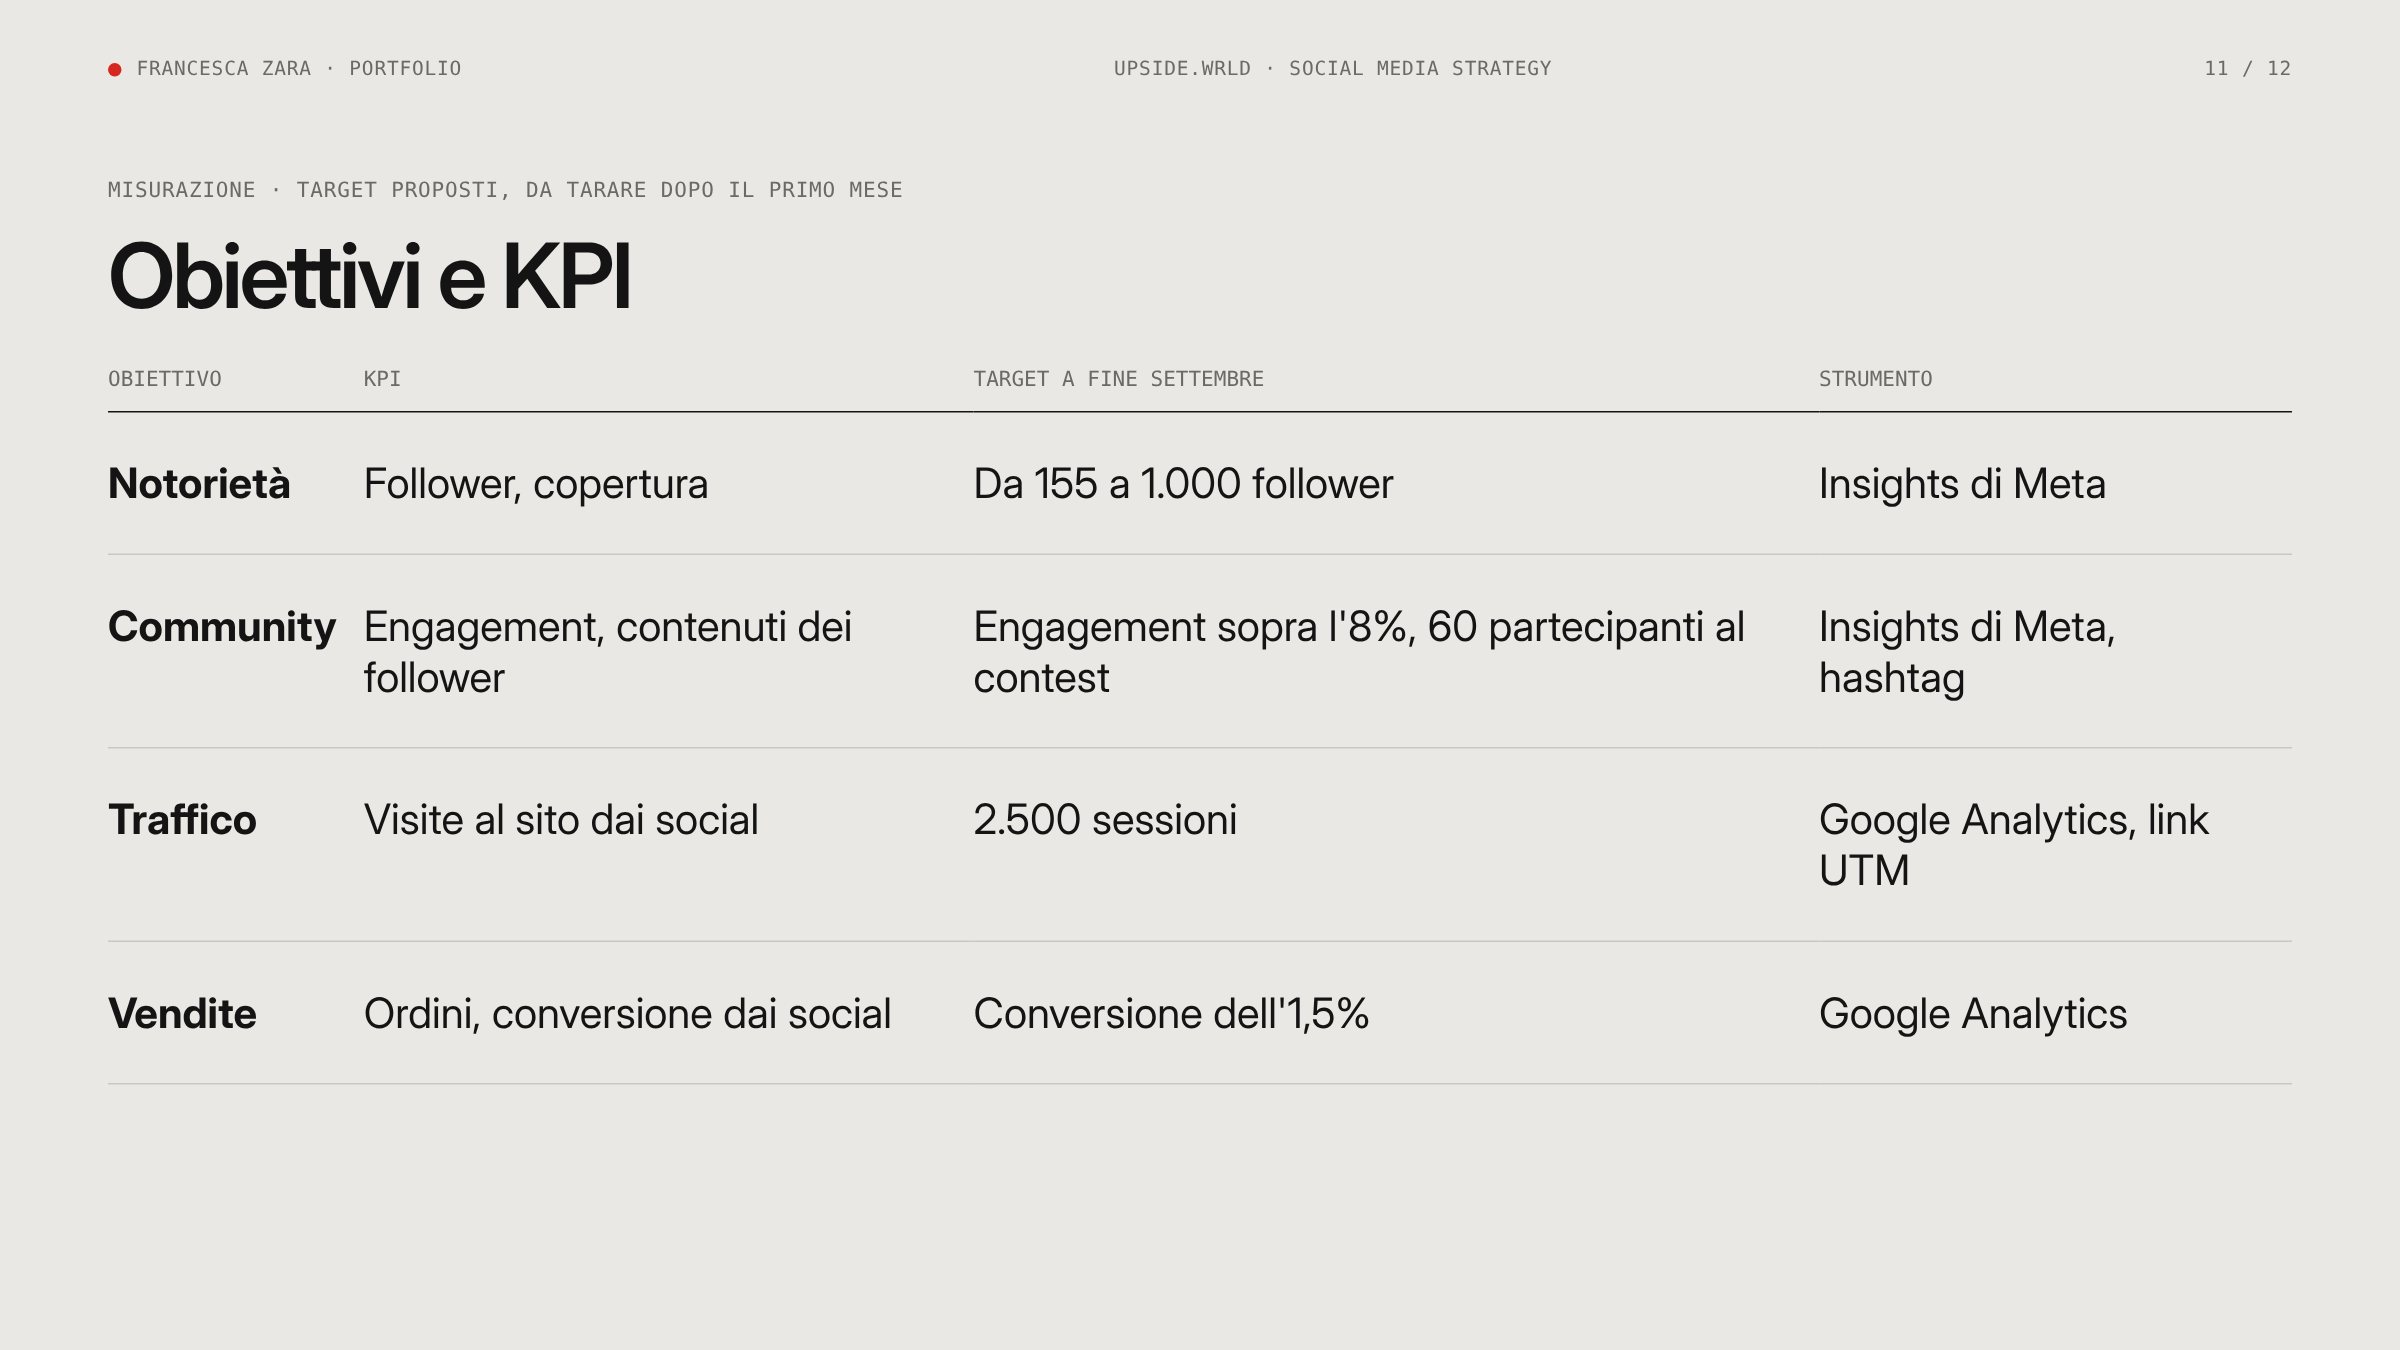 FRANCESCA ZARA · PORTFOLIO
UPSIDE.WRLD · SOCIAL MEDIA STRATEGY
11 / 12
MISURAZIONE · TARGET PROPOSTI, DA TARARE DOPO IL PRIMO MESE
Obiettivi e KPI
OBIETTIVO
KPI
TARGET A FINE SETTEMBRE
STRUMENTO
Notorietà
Follower, copertura
Da 155 a 1.000 follower
Insights di Meta
Community
Engagement, contenuti dei
follower
Engagement sopra l'8%, 60 partecipanti al
contest
Insights di Meta,
hashtag
Traffico
Visite al sito dai social
2.500 sessioni
Google Analytics, link
UTM
Vendite
Ordini, conversione dai social
Conversione dell'1,5%
Google Analytics